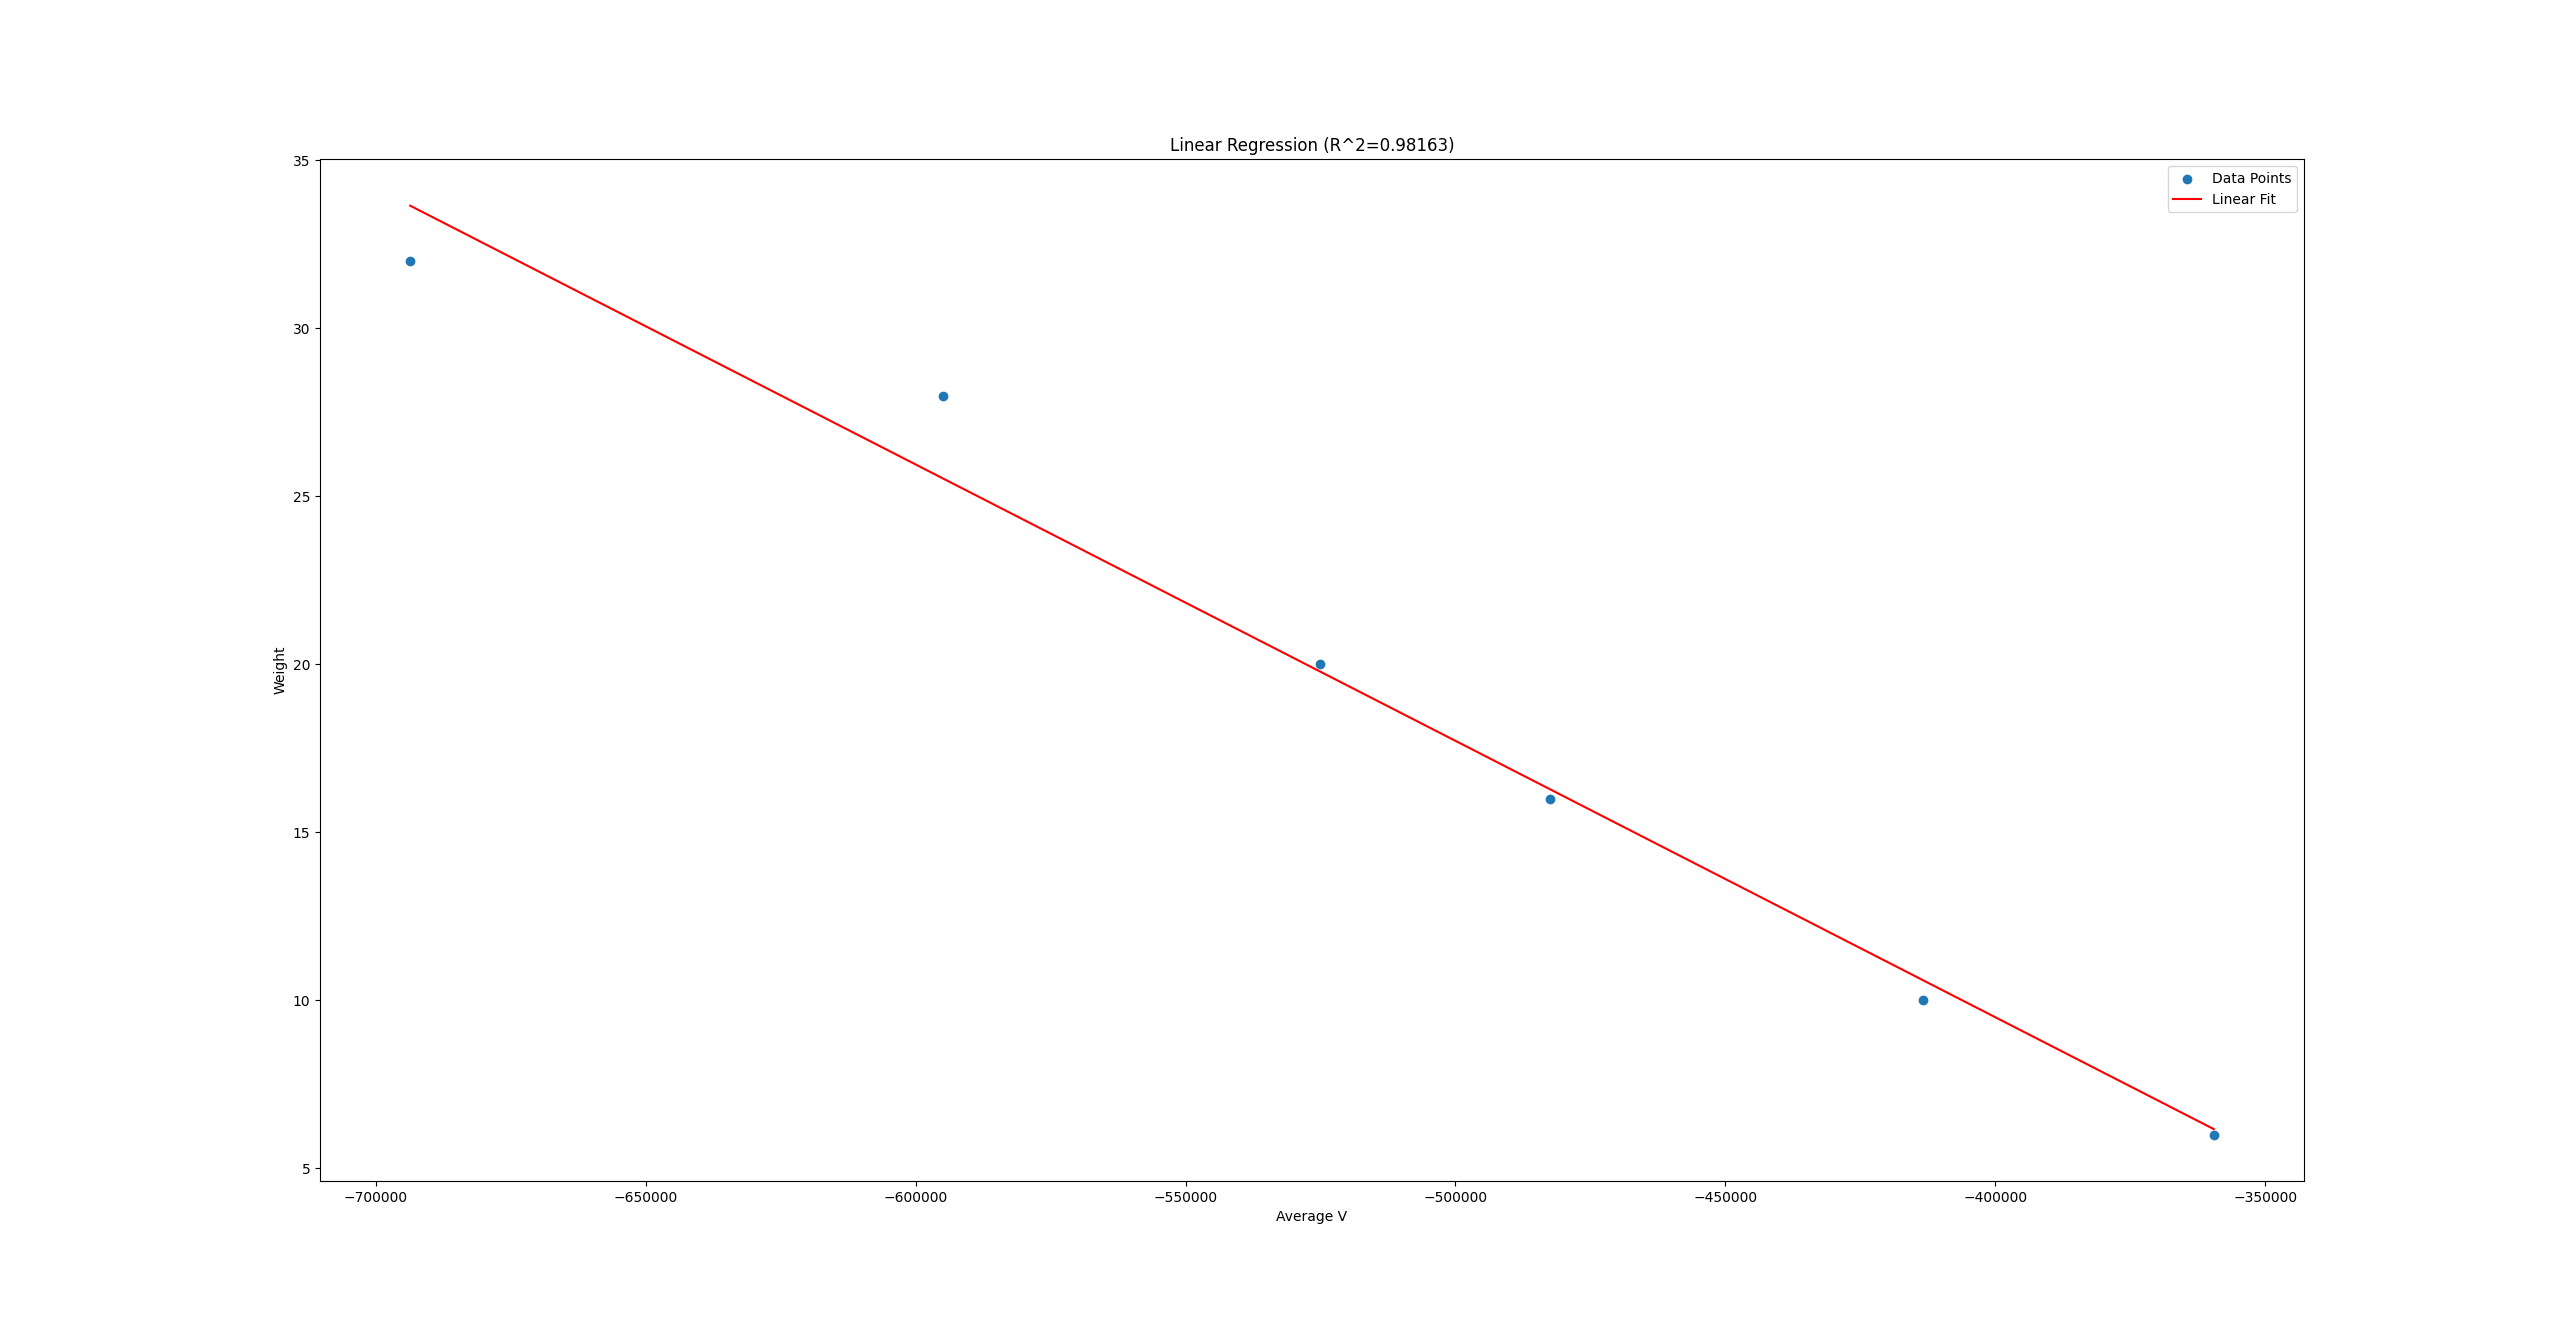 Linear Regression (R^2=0.98163)
Data Points
Linear Fit
35
30
25
20
15
10
5
Weight
−700000 −650000 −600000 −550000 −500000 −450000 −400000 −350000
Average V